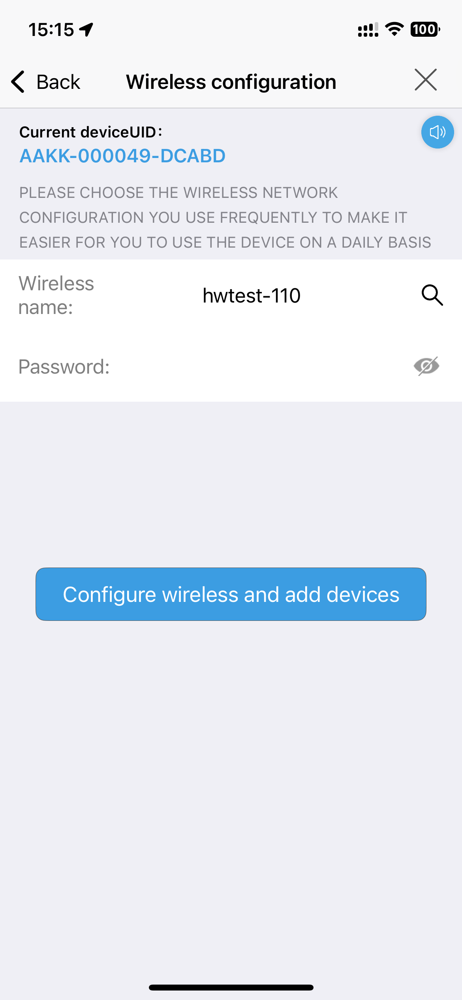 15:15
100
Back
Wireless configuration
Current deviceUID:
AAKK-000049-DCABD
PLEASE CHOOSE THE WIRELESS NETWORK
CONFIGURATION YOU USE FREQUENTLY TO MAKE IT
EASIER FOR YOU TO USE THE DEVICE ON A DAILY BASIS
Wireless
name:
hwtest-110
Password:
Configure wireless and add devices